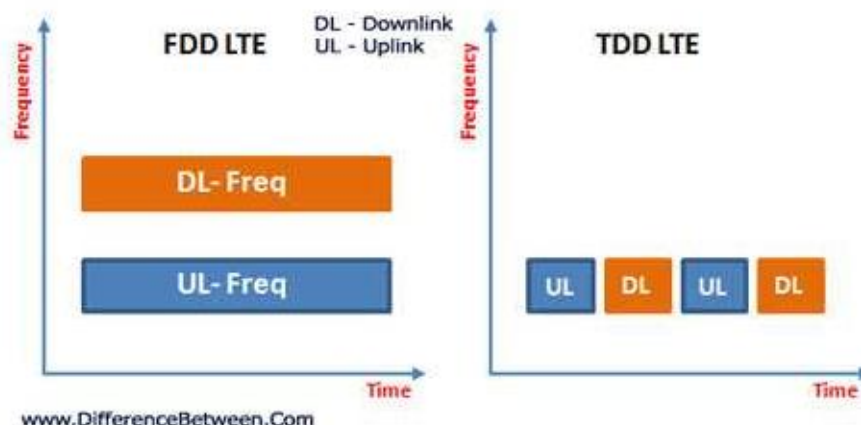 FDD LTE
DL - Downlink
UL - Uplink
TDD LTE
Frequency
DL- Freq
UL- Freq
Time
Frequency
UL DL UL DL
Time
www.DifferenceBetween.Com